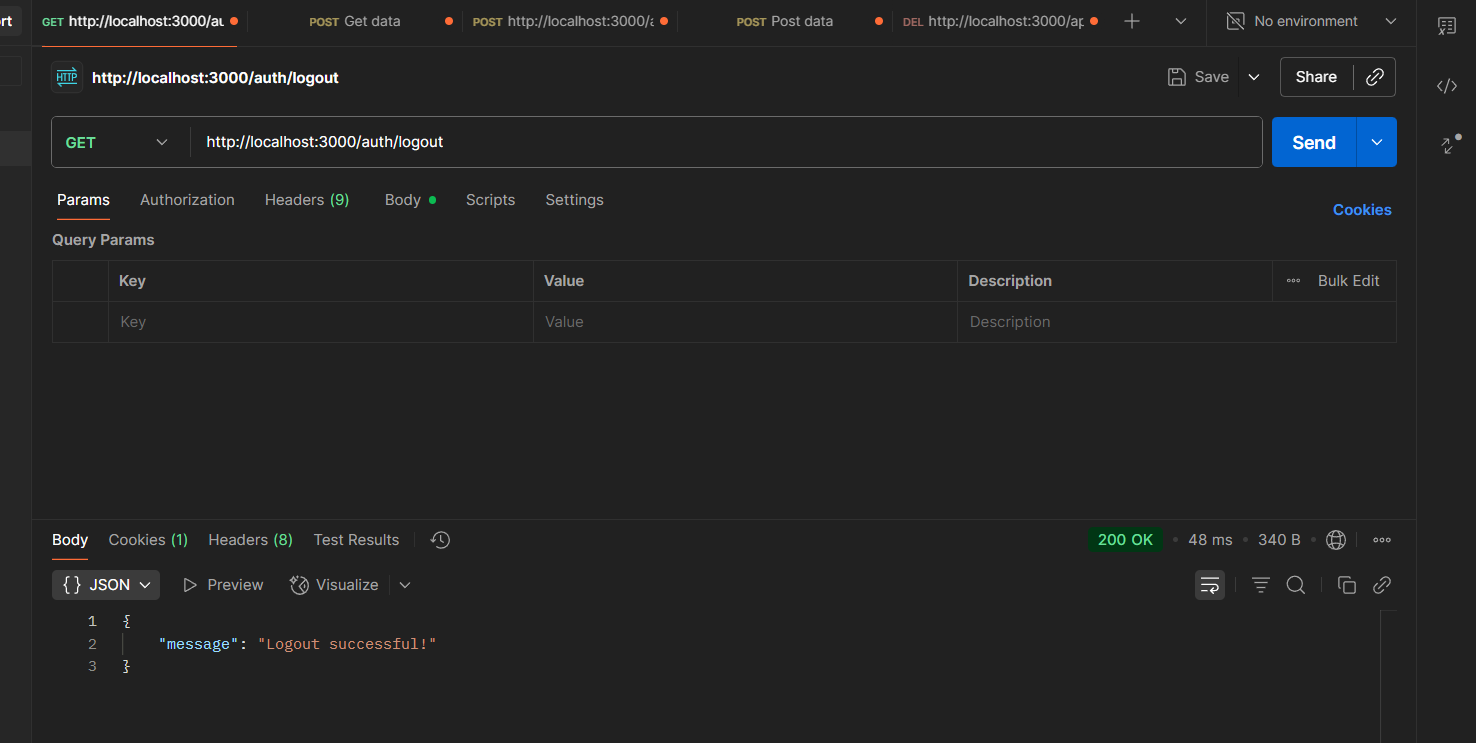 rt GET http://localhost:3000/au POST Get data POST http://localhost:3000/a POST Post data DEL http://localhost:3000/ap No environment
HTTP http://localhost:3000/auth/logout Save Share
GET http://localhost:3000/auth/logout Send
Params Authorization Headers (9) Body Scripts Settings Cookies
Query Params
Key Value Description Bulk Edit
Key Value Description
Body Cookies (1) Headers (8) Test Results 200 OK 48 ms 340 B
{} JSON Preview Visualize
1 {
2 "message": "Logout successful!"
3 }